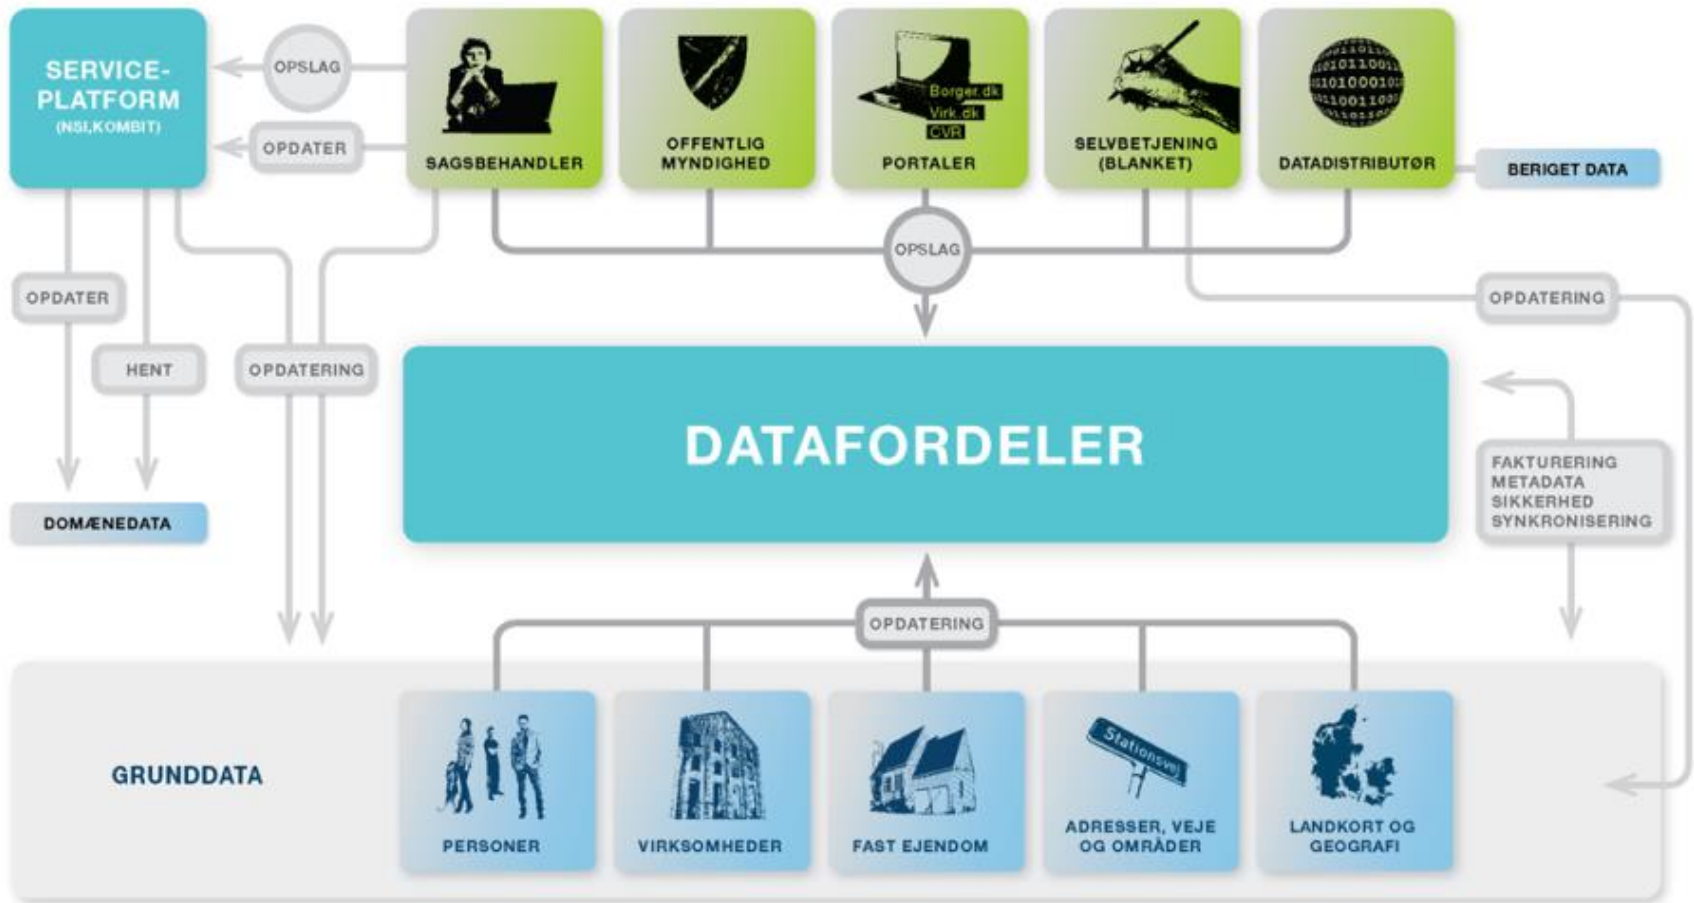 SERVICE-
PLATFORM
(NSI,KOMBIT)
OPSLAG
OPDATER
SAGSBEHANDLER
OFFENTLIG
MYNDIGHED
Borger.dk
Virk.dk
CVR
PORTALER
SELVBETJENING
(BLANKET)
DATADISTRIBUTØR
BERIGET DATA
OPSLAG
OPDATER
HENT
OPDATERING
OPDATERING
DOMÆNEDATA
DATAFORDELER
FAKTURERING
METADATA
SIKKERHED
SYNKRONISERING
OPDATERING
GRUNDDATA
PERSONER
VIRKSOMHEDER
FAST EJENDOM
Stationsvej
ADRESSER, VEJE
OG OMRÅDER
LANDKORT OG
GEOGRAFI